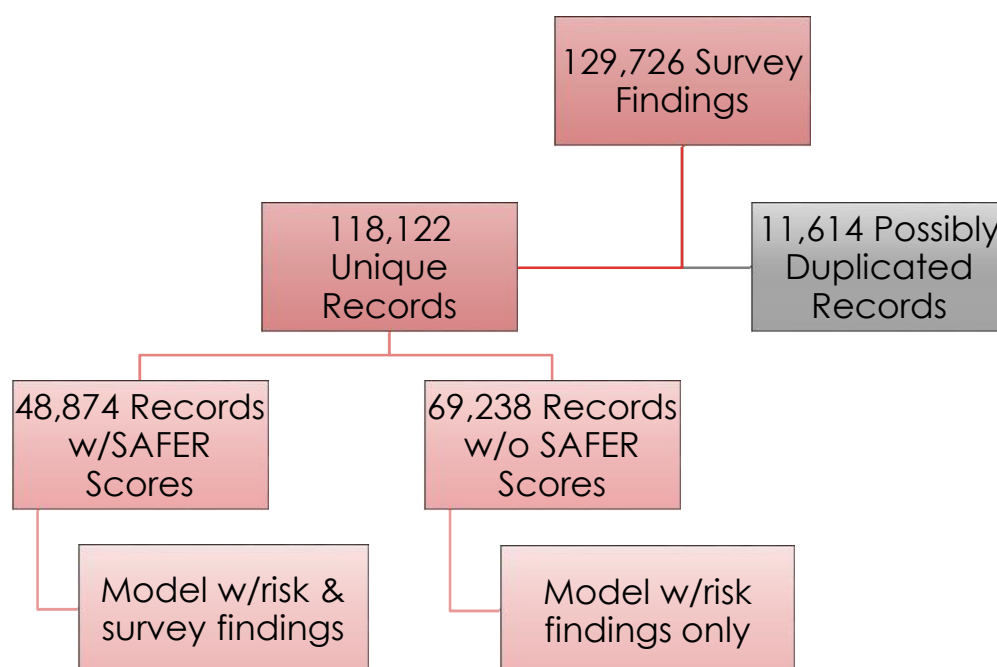 129,726 Survey
Findings
118,122
Unique
Records
11,614 Possibly
Duplicated
Records
48,874 Records
w/SAFER
Scores
69,238 Records
w/o SAFER
Scores
Model w/risk &
survey findings
Model w/risk
findings only